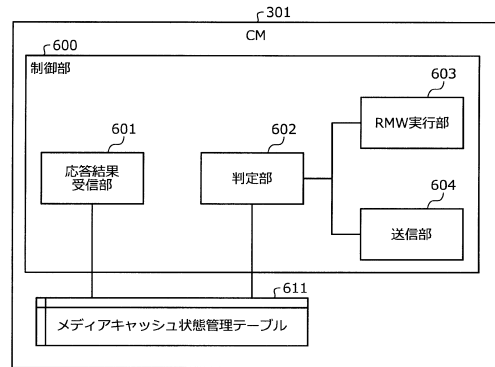 301
CM
600
制御部
603
RMW実行部
601
応答結果
受信部
602
判定部
604
送信部
611
メディアキャッシュ状態管理テーブル